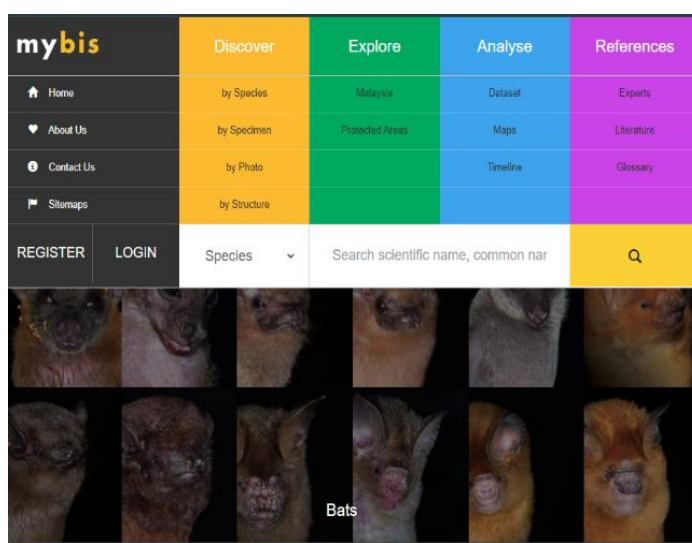 mybis
Discover
Explore
Analyse
References
Home
by Species
Malaysia
Dataset
Experts
About Us
by Specimen
Protected Areas
Maps
Literature
Contact Us
by Photo
Timeline
Glossary
Sitemaps
by Structure
REGISTER
LOGIN
Species
Search scientific name, common nar
Bats